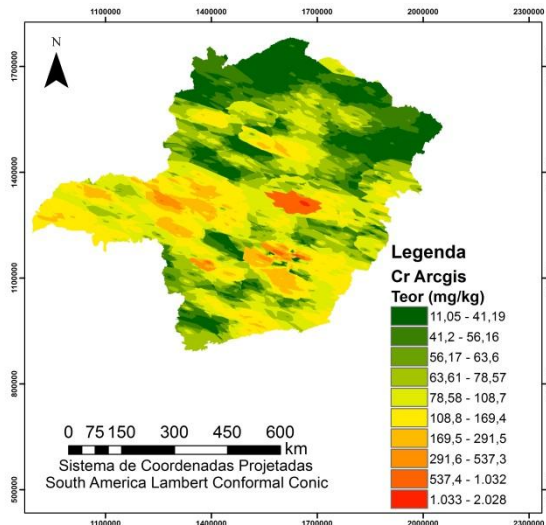 1100000 1400000 1700000 2000000 2300000
N
1700000
1400000
1100000
800000
500000
Legenda
Cr Arcgis
Teor (mg/kg)
11,05 - 41,19
41,2 - 56,16
56,17 - 63,6
63,61 - 78,57
78,58 - 108,7
108,8 - 169,4
169,5 - 291,5
291,6 - 537,3
537,4 - 1.032
1.033 - 2.028
0 75 150 300 450 600
km
Sistema de Coordenadas Projetadas
South America Lambert Conformal Conic
1100000 1400000 1700000 2000000 2300000